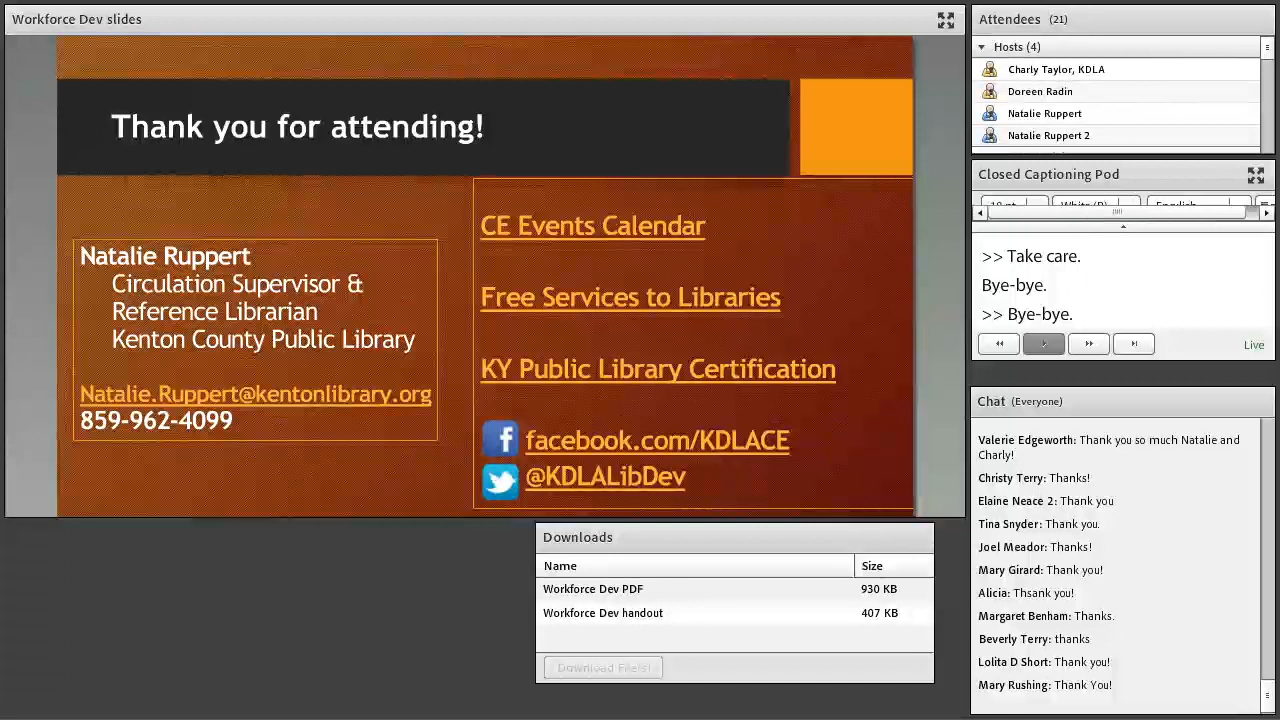 Workforce Dev slides
Thank you for attending!
Natalie Ruppert
Circulation Supervisor &
Reference Librarian
Kenton County Public Library
Natalie.Ruppert@kentonlibrary.org
859-962-4099
CE Events Calendar
Free Services to Libraries
KY Public Library Certification
facebook.com/KDLACE
@KDLALibDev
Downloads
Name Size
Workforce Dev PDF 930 KB
Workforce Dev handout 407 KB
Download File(s)
Attendees (21)
Hosts (4)
Charly Taylor, KDLA
Doreen Radin
Natalie Ruppert
Natalie Ruppert 2
Closed Captioning Pod
>> Take care.
Bye-bye.
>> Bye-bye.
Live
Chat (Everyone)
Valerie Edgeworth: Thank you so much Natalie and
Charly!
Christy Terry: Thanks!
Elaine Neace 2: Thank you
Tina Snyder: Thank you.
Joel Meador: Thanks!
Mary Girard: Thank you!
Alicia: Thsank you!
Margaret Benham: Thanks.
Beverly Terry: thanks
Lolita D Short: Thank you!
Mary Rushing: Thank You!